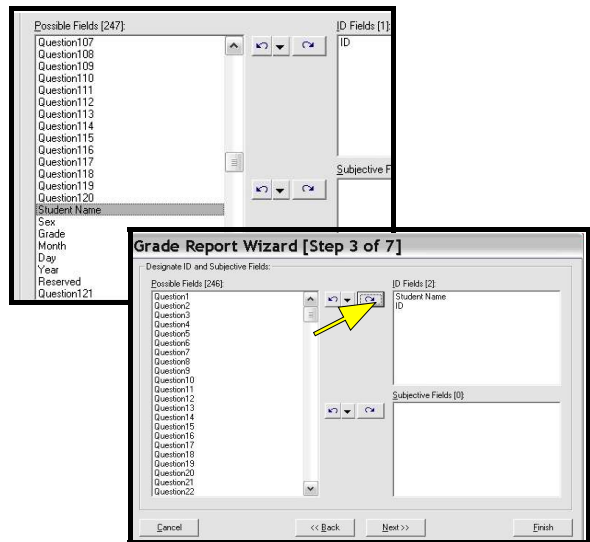 Possible Fields [247]:
Question107
Question108
Question109
Question110
Question111
Question112
Question113
Question114
Question115
Question116
Question117
Question118
Question119
Question120
Student Name
Sex
Grade
Month
Day
Year
Reserved
Question121
ID Fields [1]:
ID
Subjective F
Grade Report Wizard [Step 3 of 7]
Designate ID and Subjective Fields:
Possible Fields [246]:
Question1
Question2
Question3
Question4
Question5
Question6
Question7
Question8
Question9
Question10
Question11
Question12
Question13
Question14
Question15
Question16
Question17
Question18
Question19
Question20
Question21
Question22
ID Fields [2]:
Student Name
ID
Subjective Fields [0]:
Cancel
<< Back
Next >>
Finish